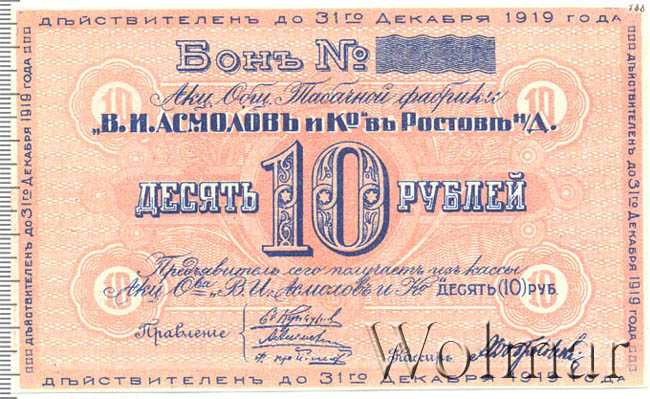 дѣйствителенъ до 31го Декабря 1919 года
788
Бонъ №
Акц. Общ. Табачной фабрики
„В. И. Асмоловъ и Ко" въ Ростовѣ н/Д.
10
10
ДЕСЯТЬ 10 РУБЛЕЙ
Предъявитель сего получаетъ изъ кассы
Акц. О-ва „В. И. Асмоловъ и Ко" ДЕСЯТЬ (10) РУБ.
10
10
Правленіе
Кассиръ
Wolmar
дѣйствителенъ до 31го Декабря 1919 года
дѣйствителенъ до 31го Декабря 1919 года
дѣйствителенъ до 31го Декабря 1919 года